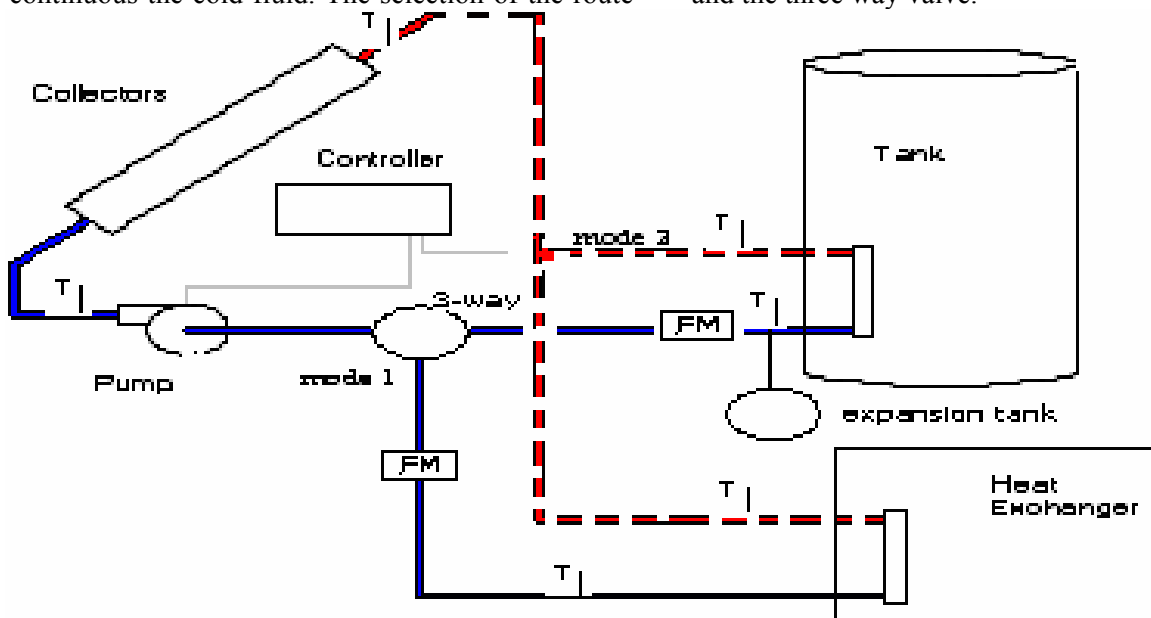 continuous the cold fluid. The selection of the route
and the three way valve.
T
Collectors
Controller
Tank
T
mode 2
T
3-way
T
FM
Pump
mode 1
expansion tank
FM
T
Heat
Exchanger
T